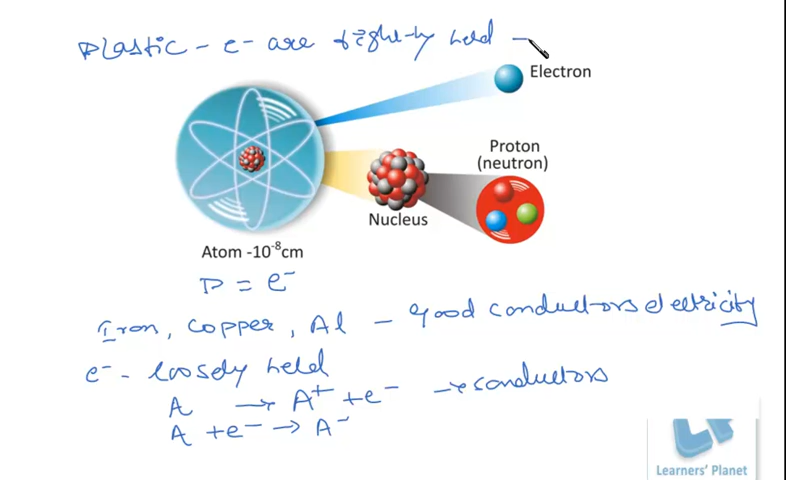 Plastic - e- are tightly held -
Electron
Proton
(neutron)
Nucleus
Atom -10⁻⁸cm
P = e⁻
Iron, Copper, Al - good conductors electricity
e⁻ - loosely held
A → A⁺ + e⁻ → conductors
A + e⁻ → A⁻
Learners' Planet